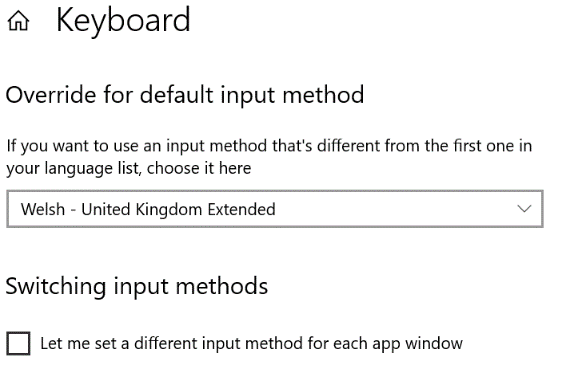 Keyboard
Override for default input method
If you want to use an input method that's different from the first one in
your language list, choose it here
Welsh - United Kingdom Extended
Switching input methods
Let me set a different input method for each app window